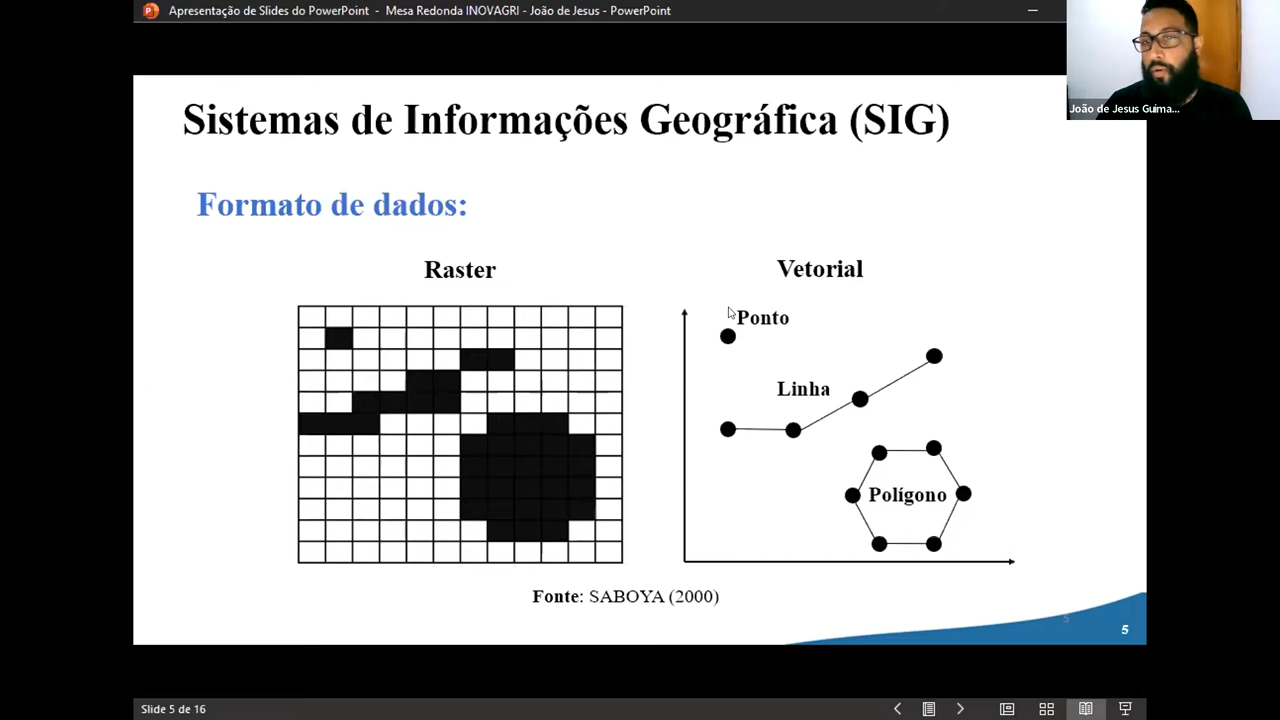 Apresentação de Slides do PowerPoint - Mesa Redonda INOVAGRI - João de Jesus - PowerPoint
João de Jesus Guima...
Sistemas de Informações Geográfica (SIG)
Formato de dados:
Raster
Vetorial
Ponto
Linha
Polígono
Fonte: SABOYA (2000)
5
5
Slide 5 de 16